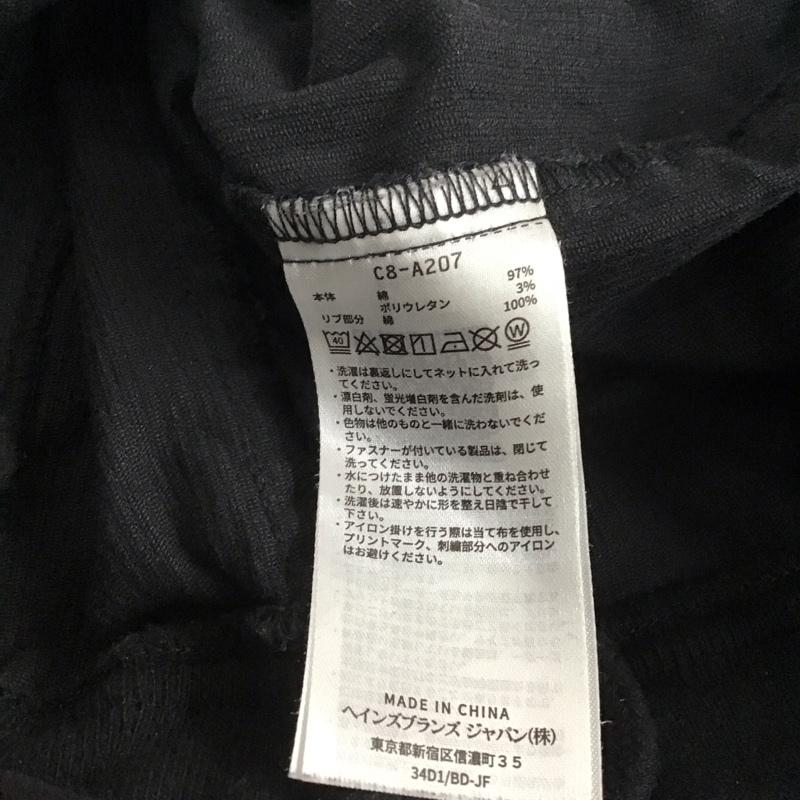 C8-A207
本体 綿 97%
ポリウレタン 3%
リブ部分 綿 100%
40 W
・洗濯は裏返しにしてネットに入れて洗っ
てください。
・漂白剤、蛍光増白剤を含んだ洗剤は、使
用しないでください。
・色物は他のものと一緒に洗わないでくだ
さい。
・ファスナーが付いている製品は、閉じて
洗ってください。
・水につけたまま他の洗濯物と重ね合わせ
たり、放置しないようにしてください。
・洗濯後は速やかに形を整え日陰で干して
下さい。
・アイロン掛けを行う際は当て布を使用し、
プリントマーク、刺繍部分へのアイロン
はお避けください。
MADE IN CHINA
ヘインズブランズ ジャパン(株)
東京都新宿区信濃町３５
34D1/BD-JF